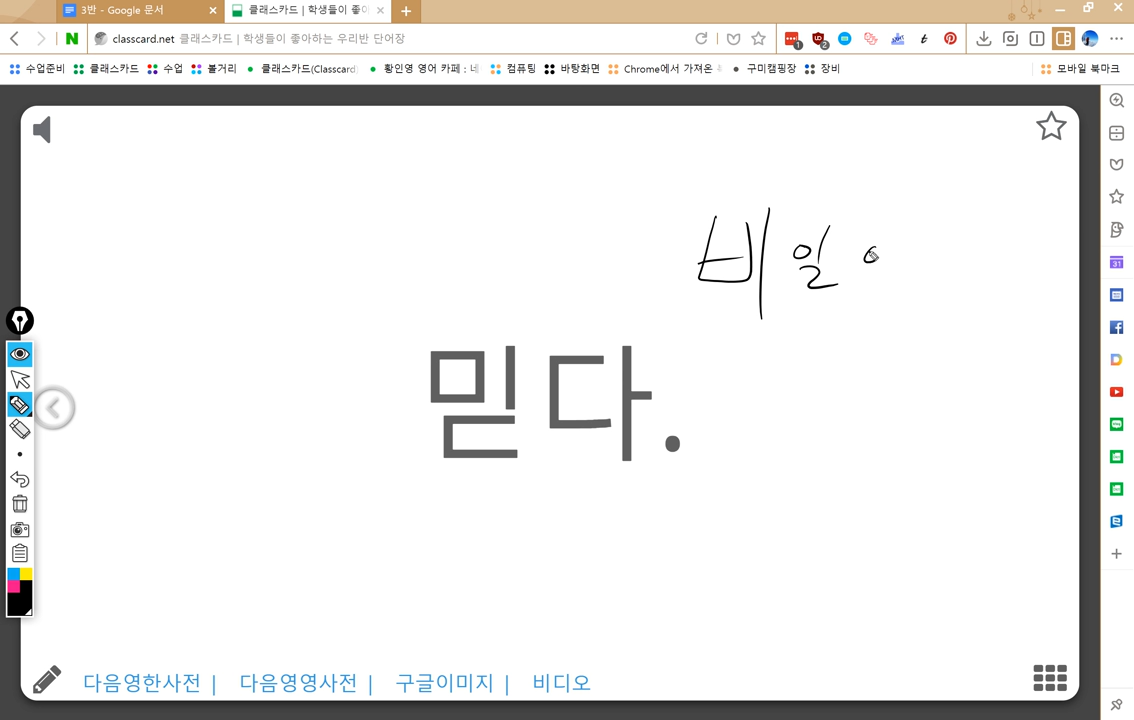 3반 - Google 문서
클래스카드 | 학생들이 좋아
classcard.net 클래스카드 | 학생들이 좋아하는 우리반 단어장
수업준비 클래스카드 수업 볼거리 클래스카드(Classcard 황인영 영어 카페 ; 네 컴퓨팅 바탕화면 Chrome에서 가져온 구미캠핑장 장비 모바일 북마크
비일ㅇ
믿다.
다음영한사전 | 다음영영사전 | 구글이미지 | 비디오